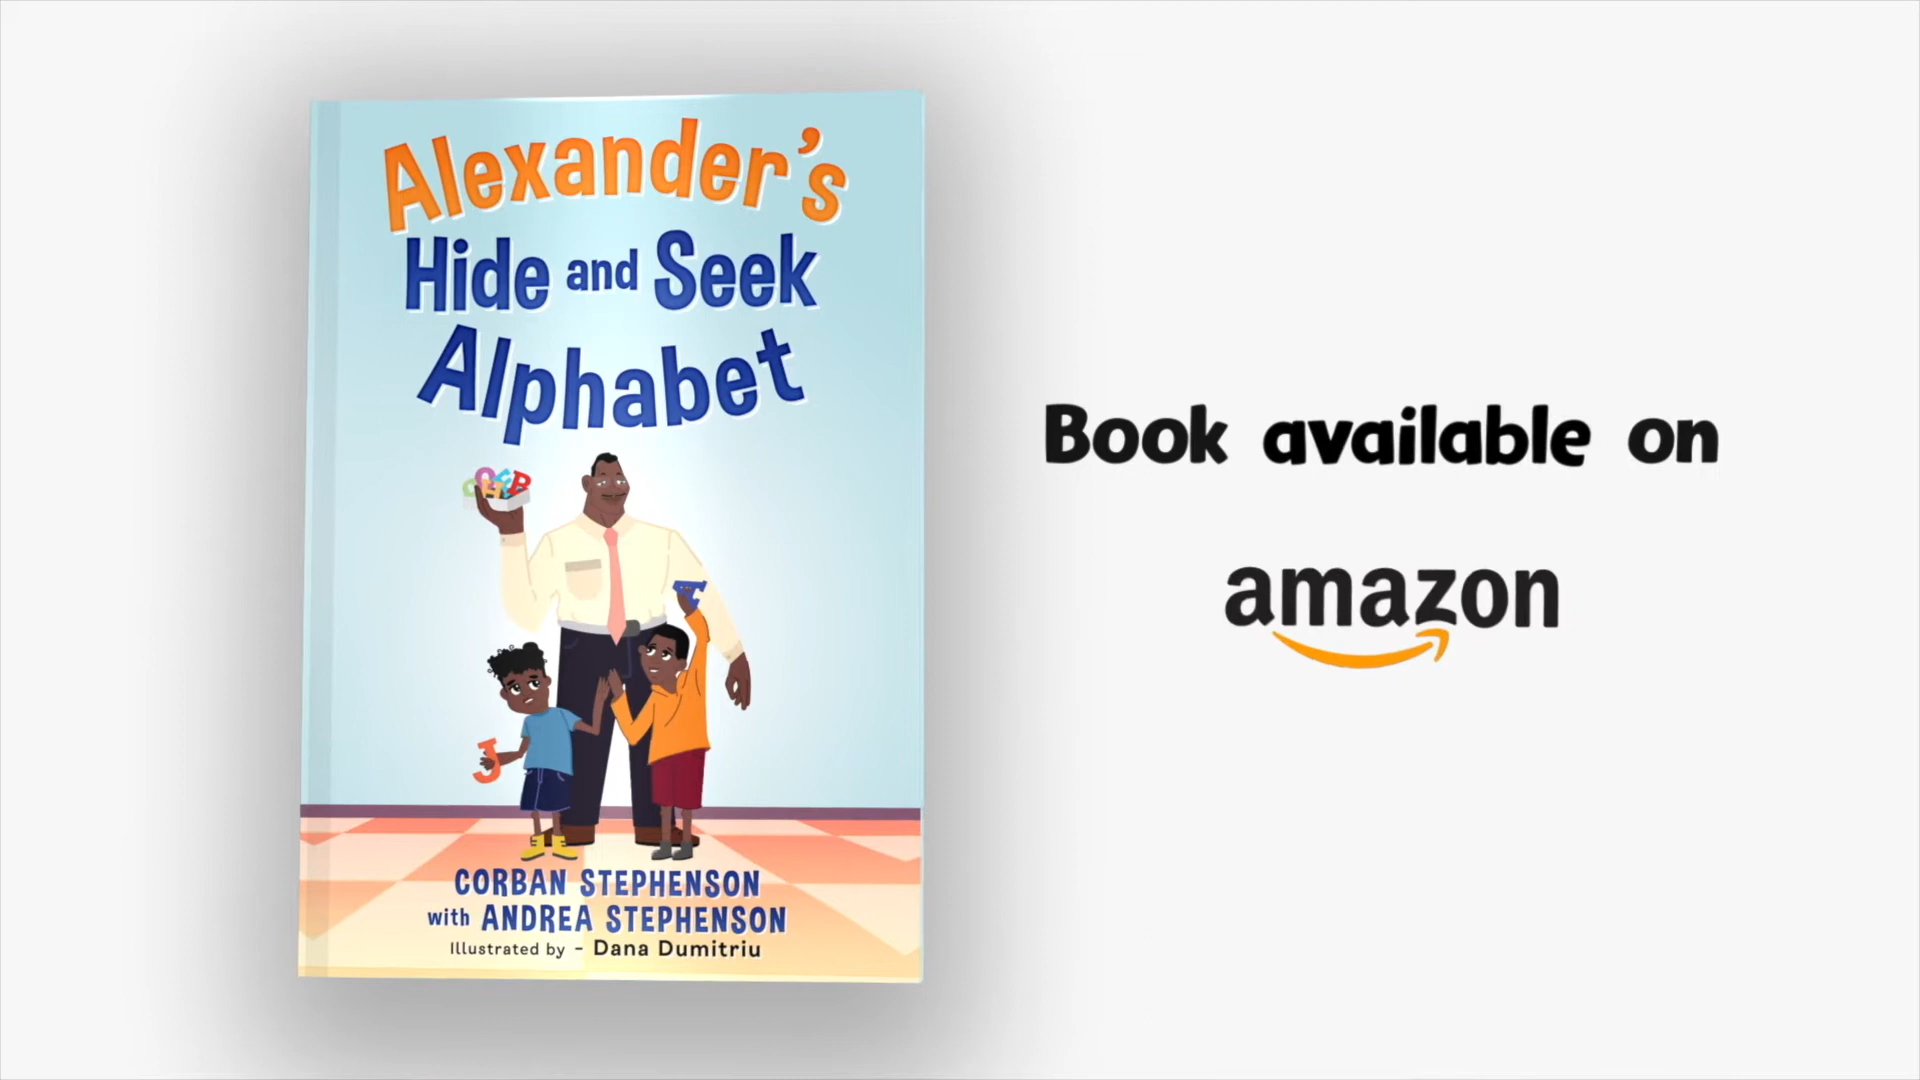 Alexander's
Hide and Seek
Alphabet
CORBAN STEPHENSON
with ANDREA STEPHENSON
Illustrated by - Dana Dumitriu
Book available on
amazon